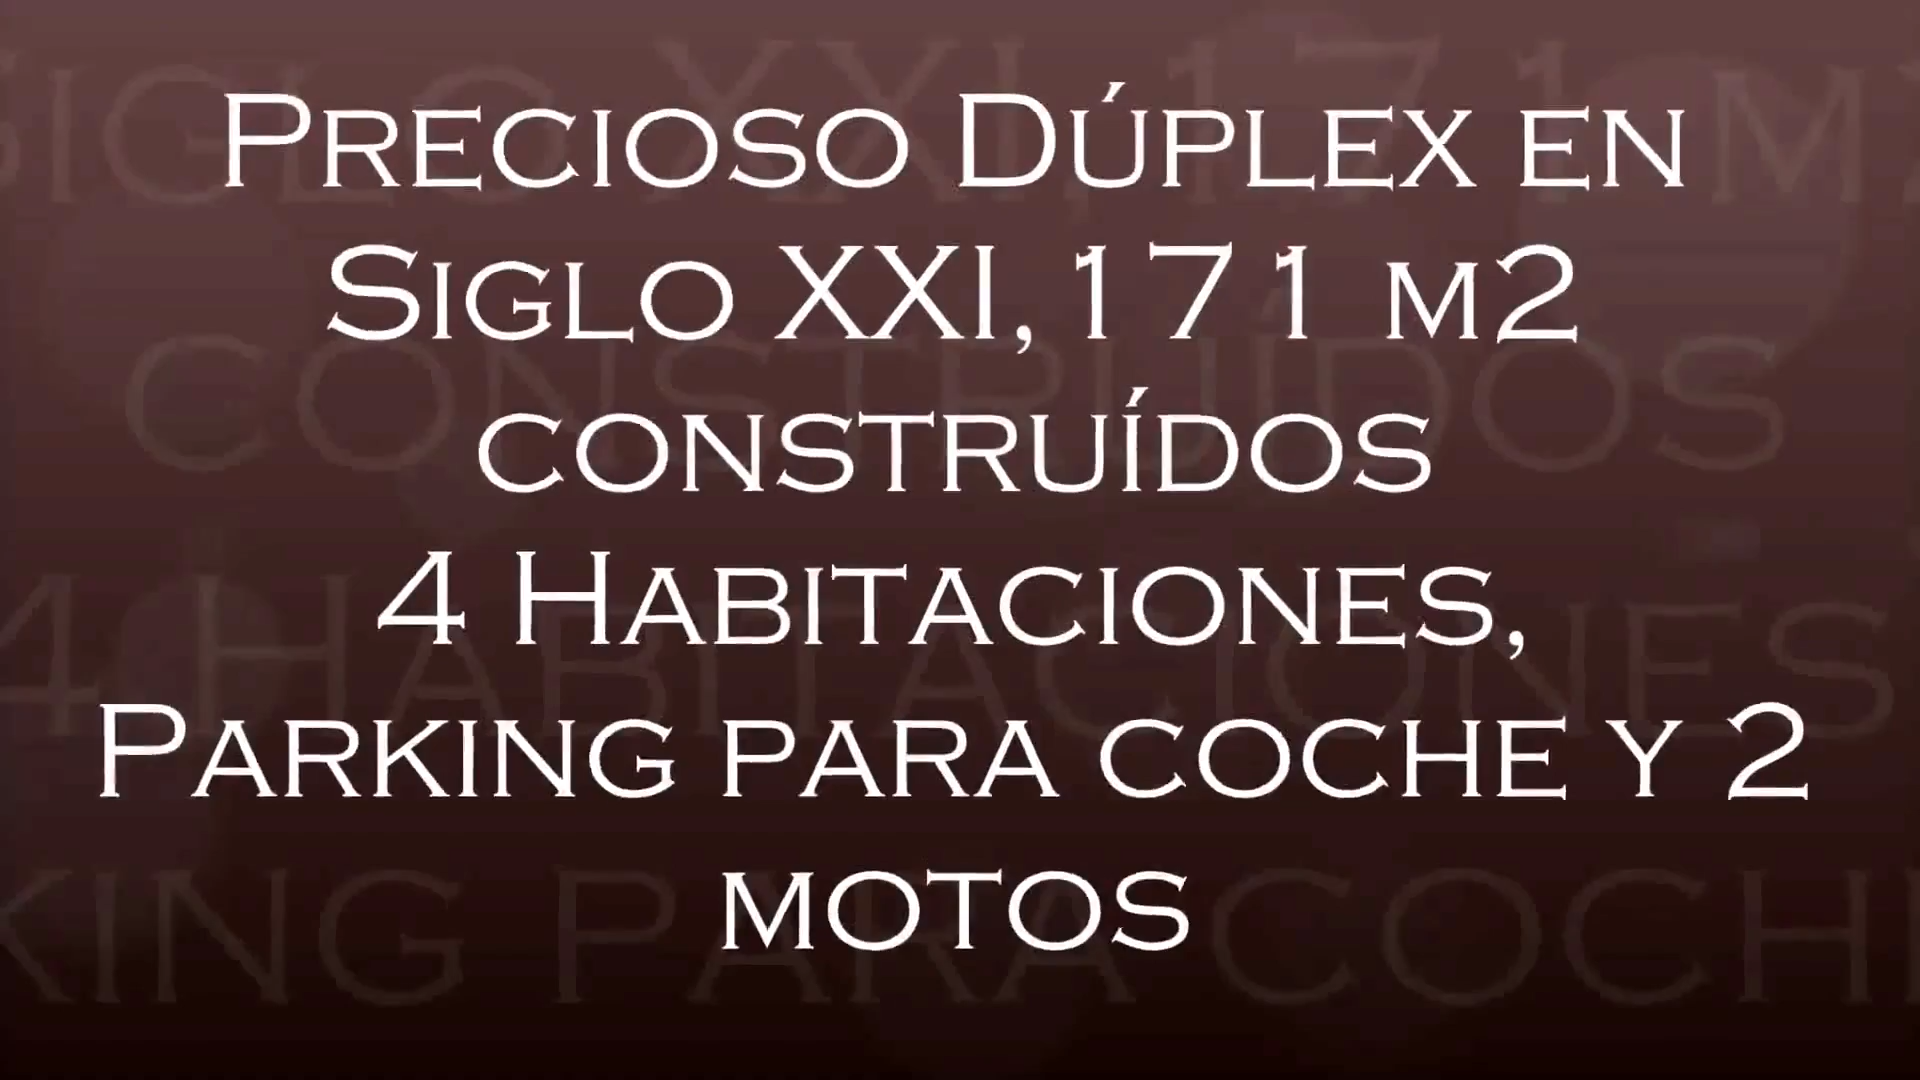 Precioso Dúplex en
Siglo XXI, 171 m2
construídos
4 Habitaciones,
Parking para coche y 2
motos